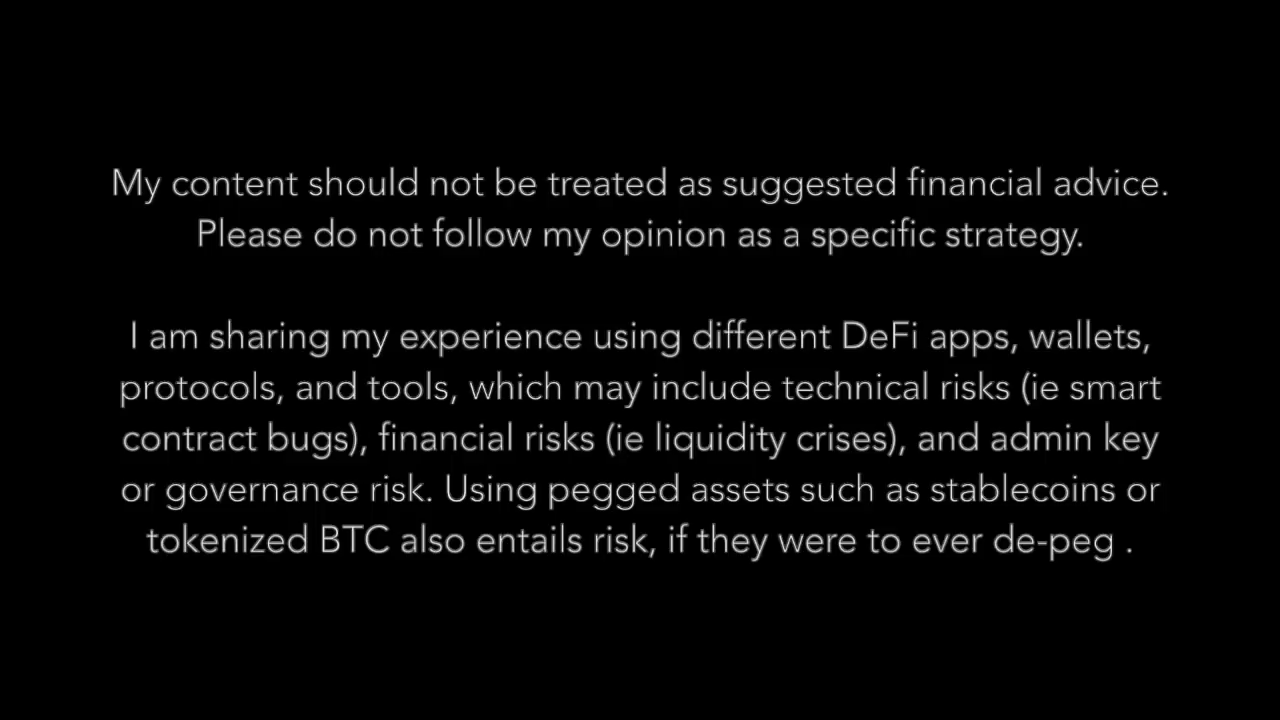 My content should not be treated as suggested financial advice.
Please do not follow my opinion as a specific strategy.
I am sharing my experience using different DeFi apps, wallets,
protocols, and tools, which may include technical risks (ie smart
contract bugs), financial risks (ie liquidity crises), and admin key
or governance risk. Using pegged assets such as stablecoins or
tokenized BTC also entails risk, if they were to ever de-peg .